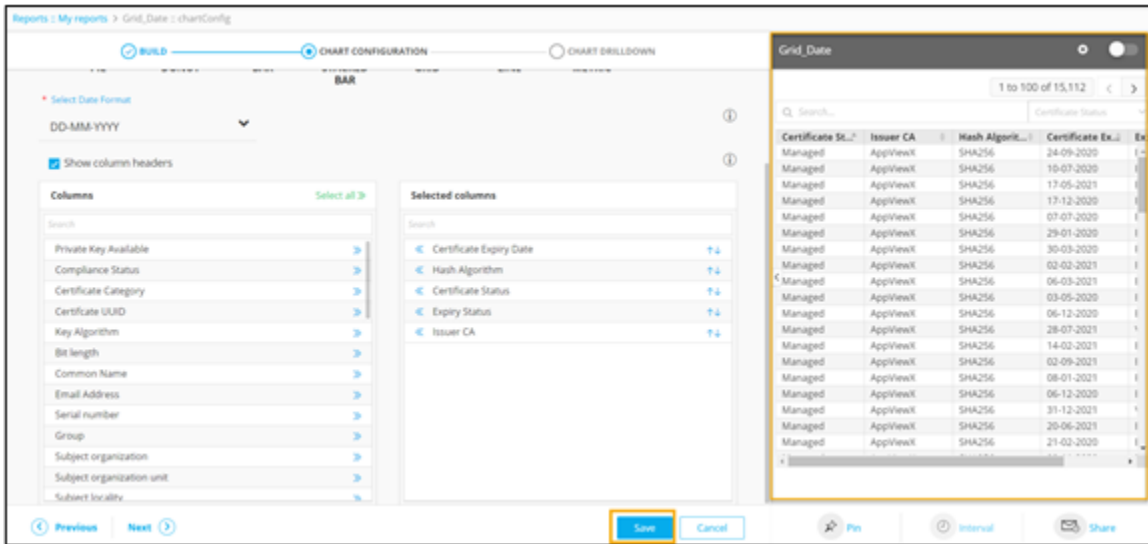 Reports :: My reports > Grid_Date :: chartConfig
BUILD
CHART CONFIGURATION
CHART DRILLDOWN
BAR
* Select Date Format
DD-MM-YYYY
Show column headers
Columns
Select all
Search
Private Key Available
Compliance Status
Certificate Category
Certifcate UUID
Key Algorithm
Bit length
Common Name
Email Address
Serial number
Group
Subject organization
Subject organization unit
Subject locality
Selected columns
Search
Certificate Expiry Date
Hash Algorithm
Certificate Status
Expiry Status
Issuer CA
Previous
Next
Save
Cancel
Grid_Date
1 to 100 of 15,112
Search...
Certificate Status
Certificate St... Issuer CA Hash Algorit... Certificate Ex... Ex
Managed AppViewX SHA256 24-09-2020
Managed AppViewX SHA256 10-07-2020
Managed AppViewX SHA256 17-05-2021
Managed AppViewX SHA256 17-12-2020
Managed AppViewX SHA256 07-07-2020
Managed AppViewX SHA256 29-01-2020
Managed AppViewX SHA256 30-03-2020
Managed AppViewX SHA256 02-02-2021
Managed AppViewX SHA256 06-03-2021
Managed AppViewX SHA256 03-05-2020
Managed AppViewX SHA256 06-12-2020
Managed AppViewX SHA256 28-07-2021
Managed AppViewX SHA256 14-02-2021
Managed AppViewX SHA256 02-09-2021
Managed AppViewX SHA256 08-01-2021
Managed AppViewX SHA256 06-12-2020
Managed AppViewX SHA256 31-12-2021
Managed AppViewX SHA256 20-06-2021
Managed AppViewX SHA256 21-02-2020
Pin
Interval
Share